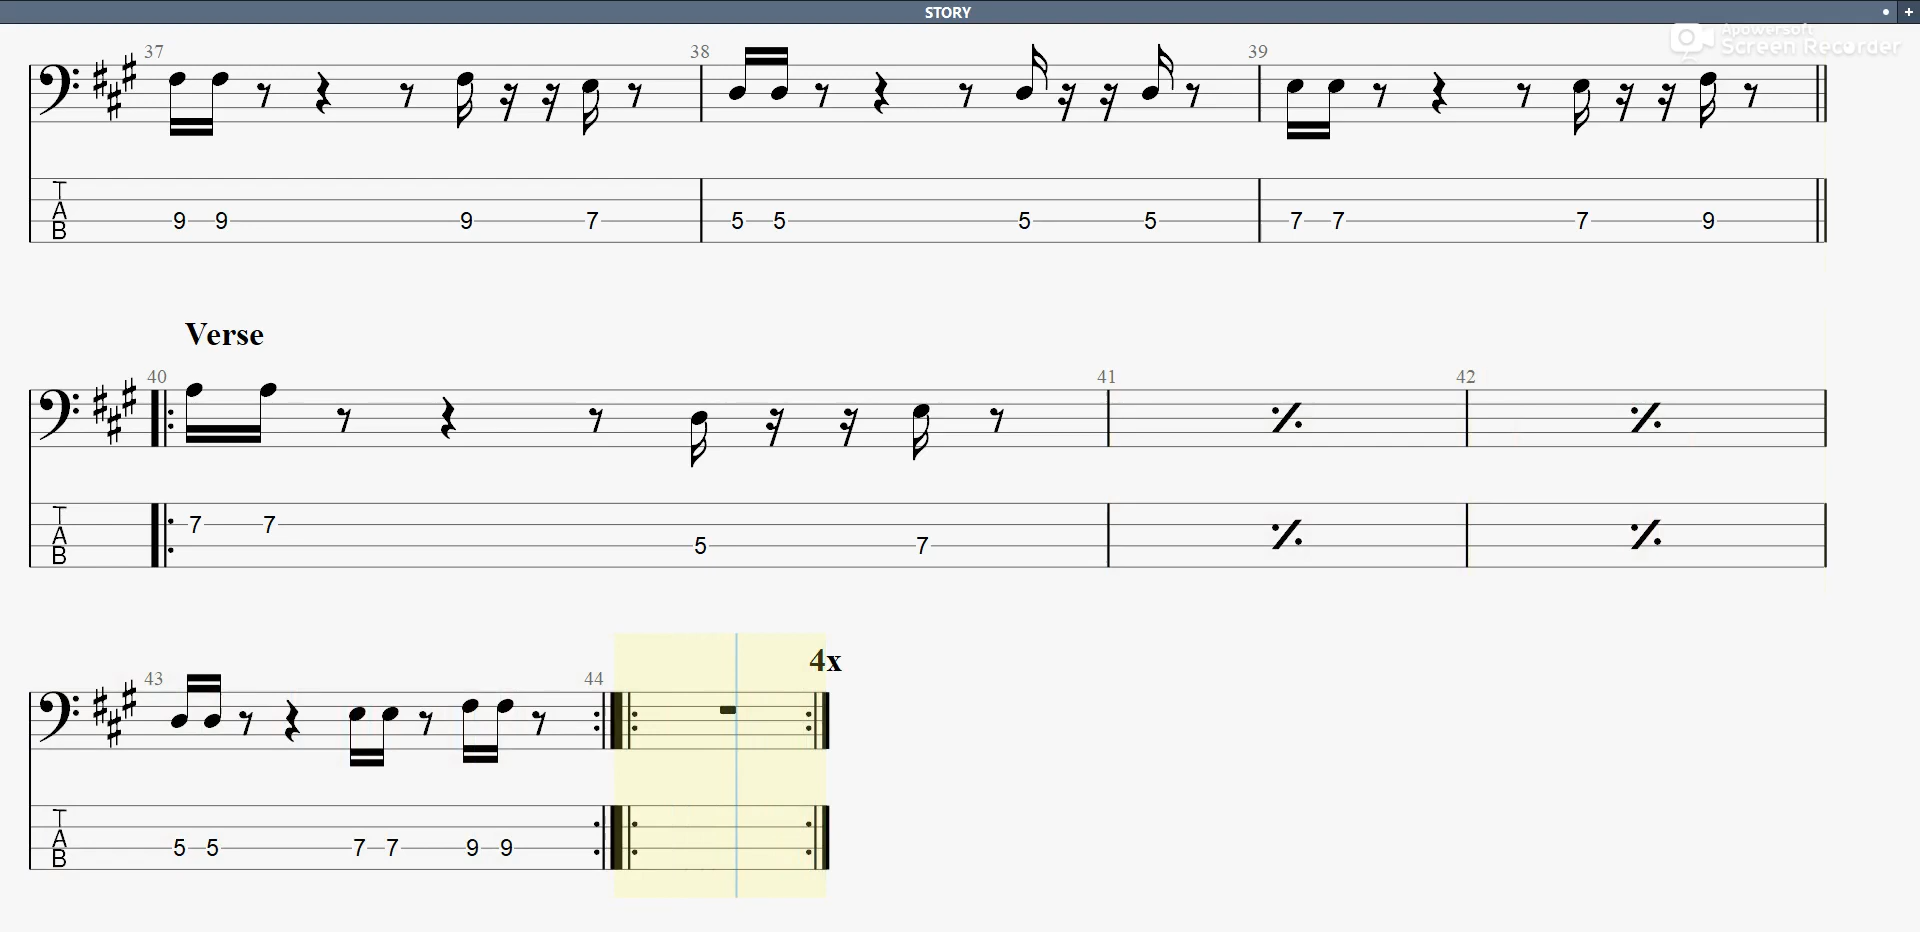 STORY
Apowersoft
Screen Recorder
37 38 39
T
A
B
9 9 9 7 5 5 5 5 7 7 7 9
Verse
40 41 42
T
A
B
7 7 5 7
4x
43 44
T
A
B
5 5 7 7 9 9